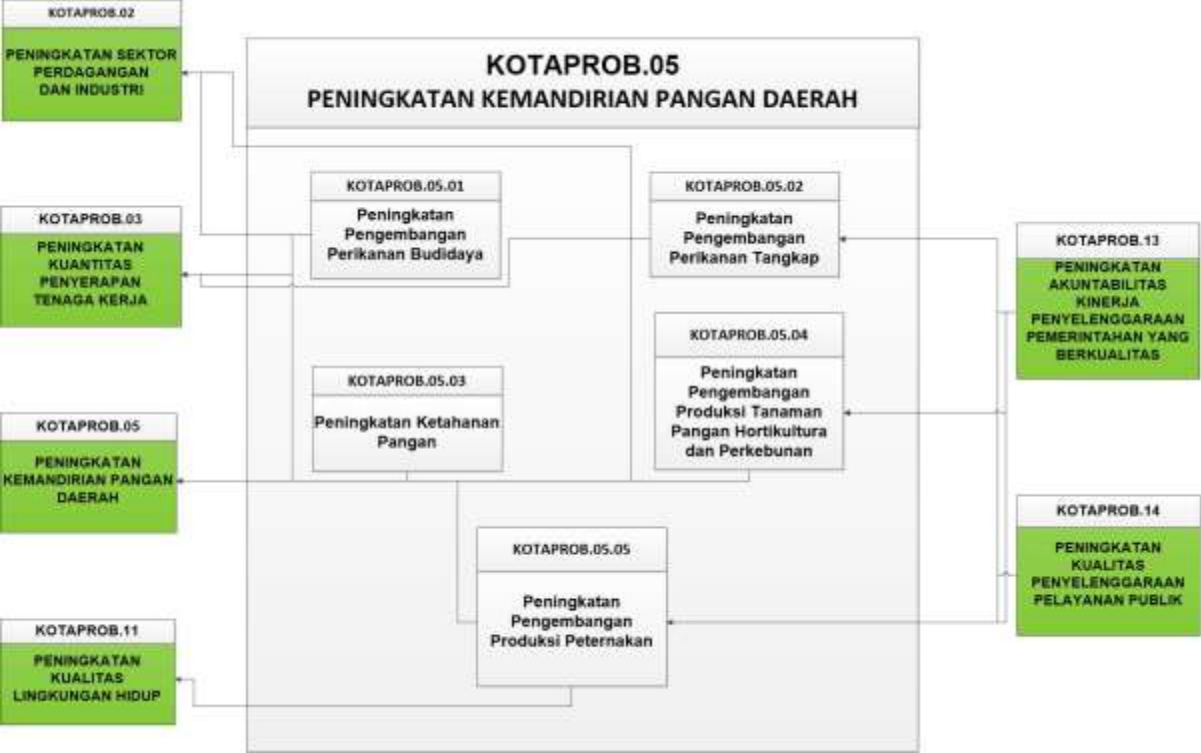 KOTAPROB.02
PENINGKATAN SEKTOR
PERDAGANGAN
DAN INDUSTRI
KOTAPROB.03
PENINGKATAN
KUANTITAS
PENYERAPAN
TENAGA KERJA
KOTAPROB.05
PENINGKATAN
KEMANDIRIAN PANGAN
DAERAH
KOTAPROB.11
PENINGKATAN
KUALITAS
LINGKUNGAN HIDUP
KOTAPROB.05
PENINGKATAN KEMANDIRIAN PANGAN DAERAH
KOTAPROB.05.01
Peningkatan
Pengembangan
Perikanan Budidaya
KOTAPROB.05.02
Peningkatan
Pengembangan
Perikanan Tangkap
KOTAPROB.05.03
Peningkatan Ketahanan
Pangan
KOTAPROB.05.04
Peningkatan
Pengembangan
Produksi Tanaman
Pangan Hortikultura
dan Perkebunan
KOTAPROB.05.05
Peningkatan
Pengembangan
Produksi Peternakan
KOTAPROB.13
PENINGKATAN
AKUNTABILITAS
KINERJA
PENYELENGGARAAN
PEMERINTAHAN YANG
BERKUALITAS
KOTAPROB.14
PENINGKATAN
KUALITAS
PENYELENGGARAAN
PELAYANAN PUBLIK